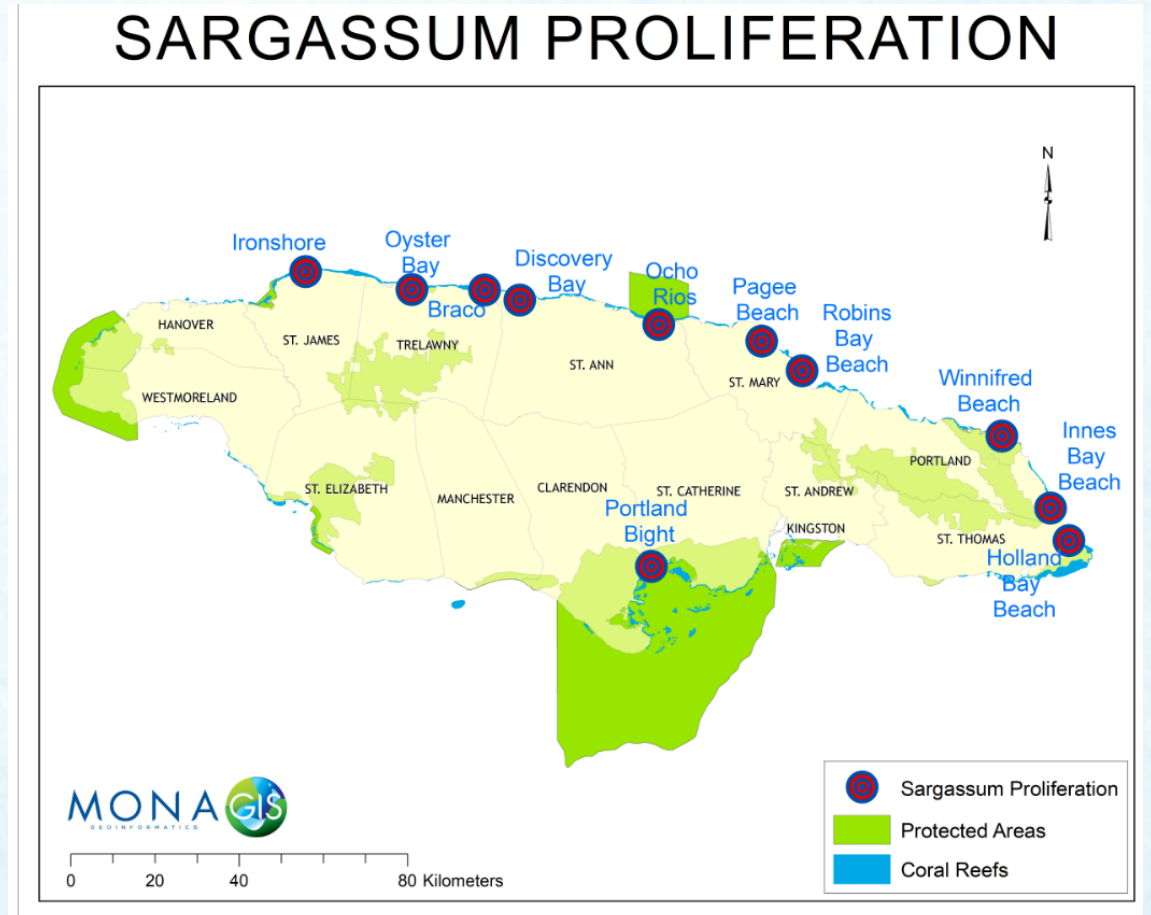 SARGASSUM PROLIFERATION
N
Ironshore
Oyster
Bay
Braco
Discovery
Bay
Ocho
Rios
Pagee
Beach
Robins
Bay
Beach
Winnifred
Beach
Innes
Bay
Beach
Holland
Bay
Beach
Portland
Bight
HANOVER
WESTMORELAND
ST. JAMES
TRELAWNY
ST. ANN
ST. MARY
PORTLAND
ST. ELIZABETH
MANCHESTER
CLARENDON
ST. CATHERINE
ST. ANDREW
KINGSTON
ST. THOMAS
MONA GIS
GEOINFORMATICS
0 20 40 80 Kilometers
Sargassum Proliferation
Protected Areas
Coral Reefs